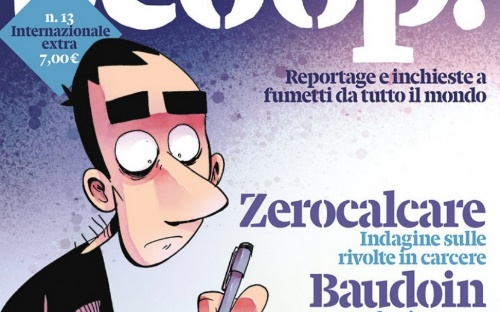 Scoop!
n. 13
Internazionale
extra
7,00 €
Reportage e inchieste a
fumetti da tutto il mondo
Zerocalcare
Indagine sulle
rivolte in carcere
Baudoin